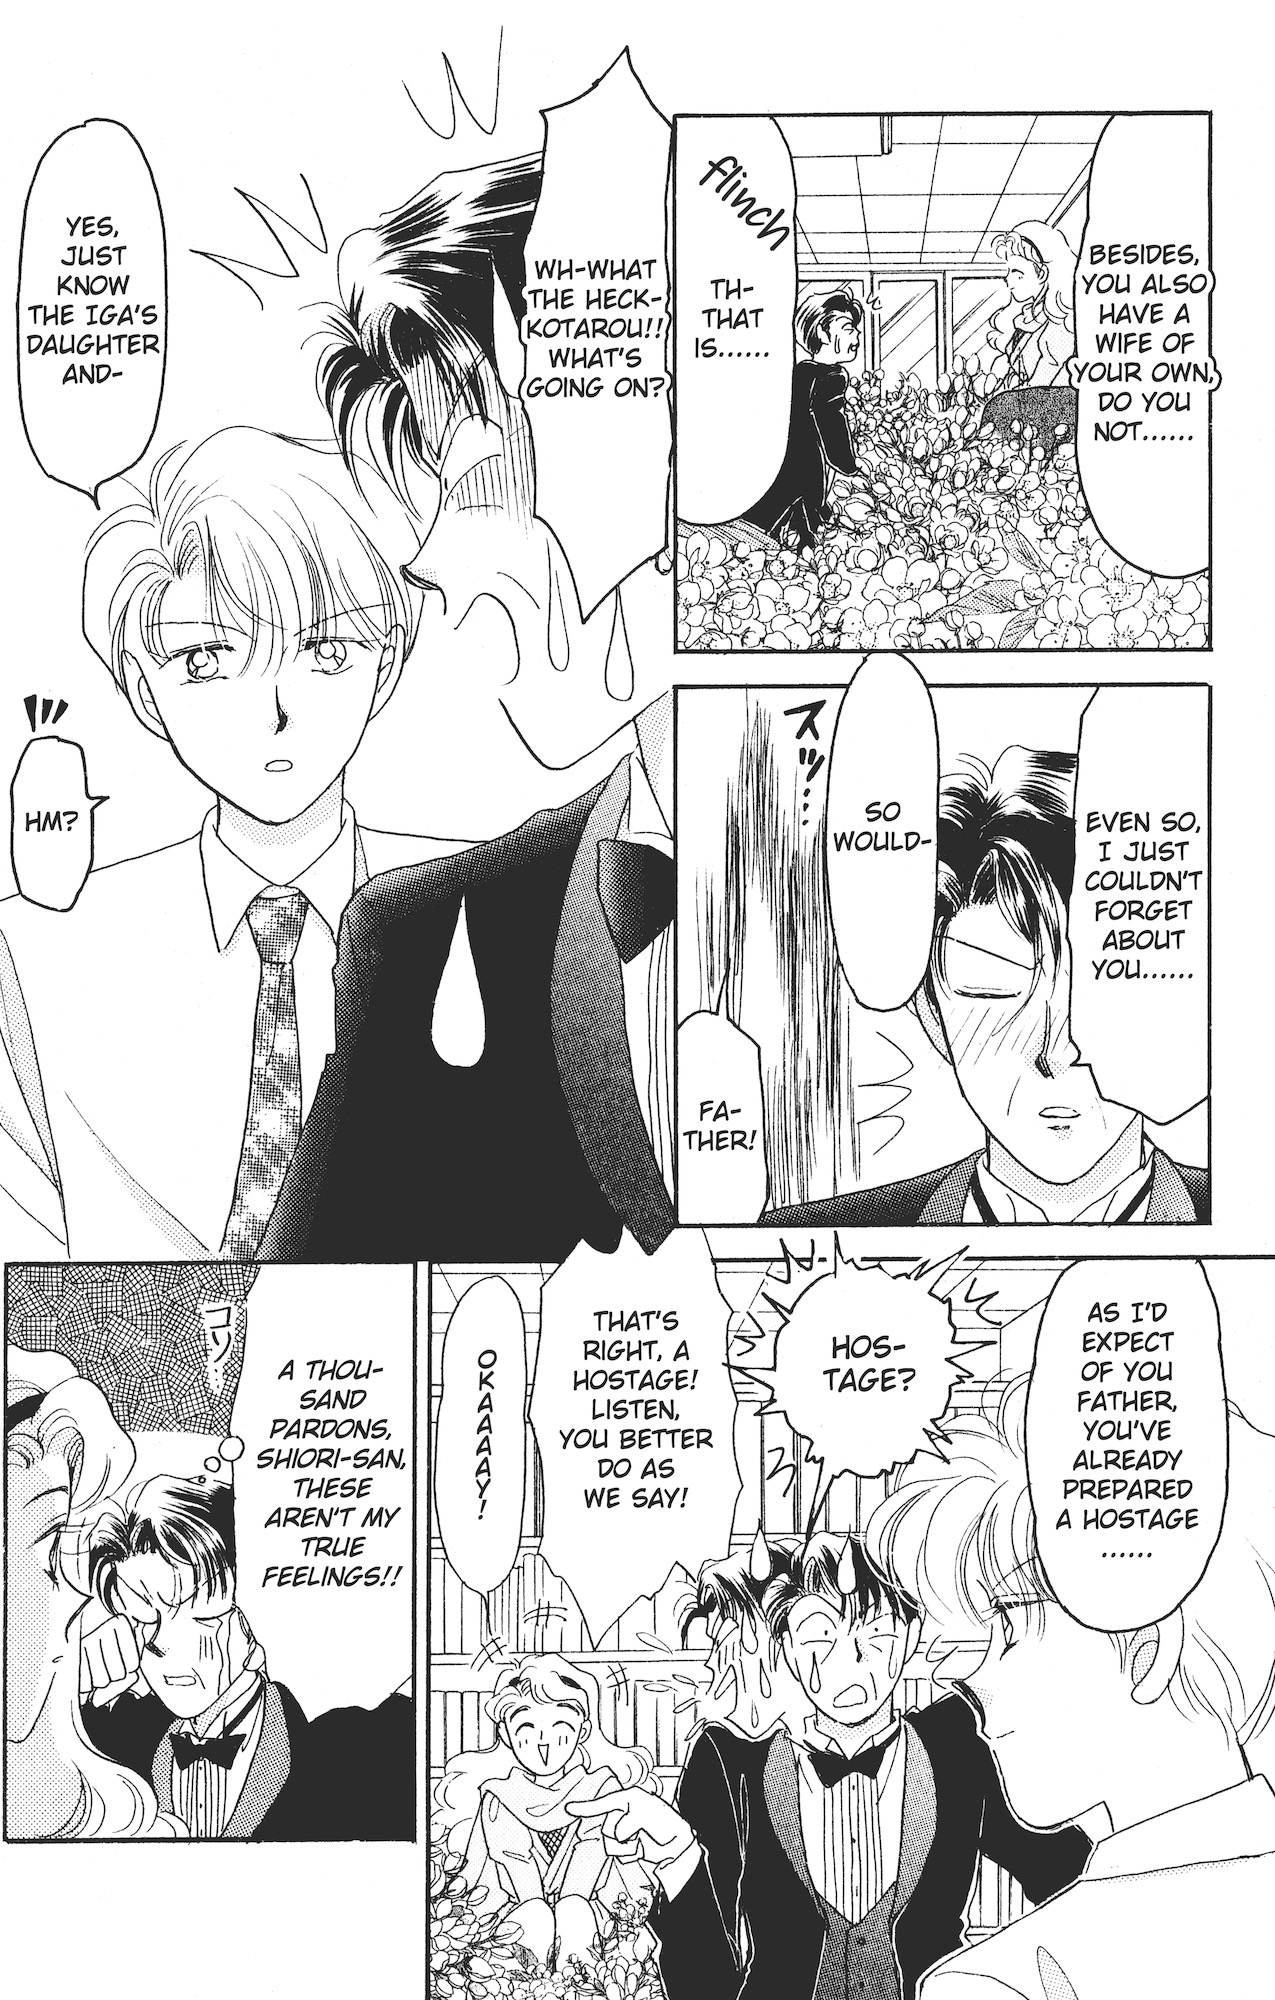 BESIDES,
YOU ALSO
HAVE A
WIFE OF
YOUR OWN,
DO YOU
NOT......
flinch
TH-
THAT
IS......
EVEN SO,
I JUST
COULDN'T
FORGET
ABOUT
YOU......
SO
WOULD-
スッ…
FA-
THER!
WH-WHAT
THE HECK-
KOTAROU!!
WHAT'S
GOING ON?
YES,
JUST
KNOW
THE IGA'S
DAUGHTER
AND-
HM?
AS I'D
EXPECT
OF YOU
FATHER,
YOU'VE
ALREADY
PREPARED
A HOSTAGE
......
HOS-
TAGE?
THAT'S
RIGHT, A
HOSTAGE!
LISTEN,
YOU BETTER
DO AS
WE SAY!
OKAAAY!
A THOU-
SAND
PARDONS,
SHIORI-SAN,
THESE
AREN'T MY
TRUE
FEELINGS!!
コソ…